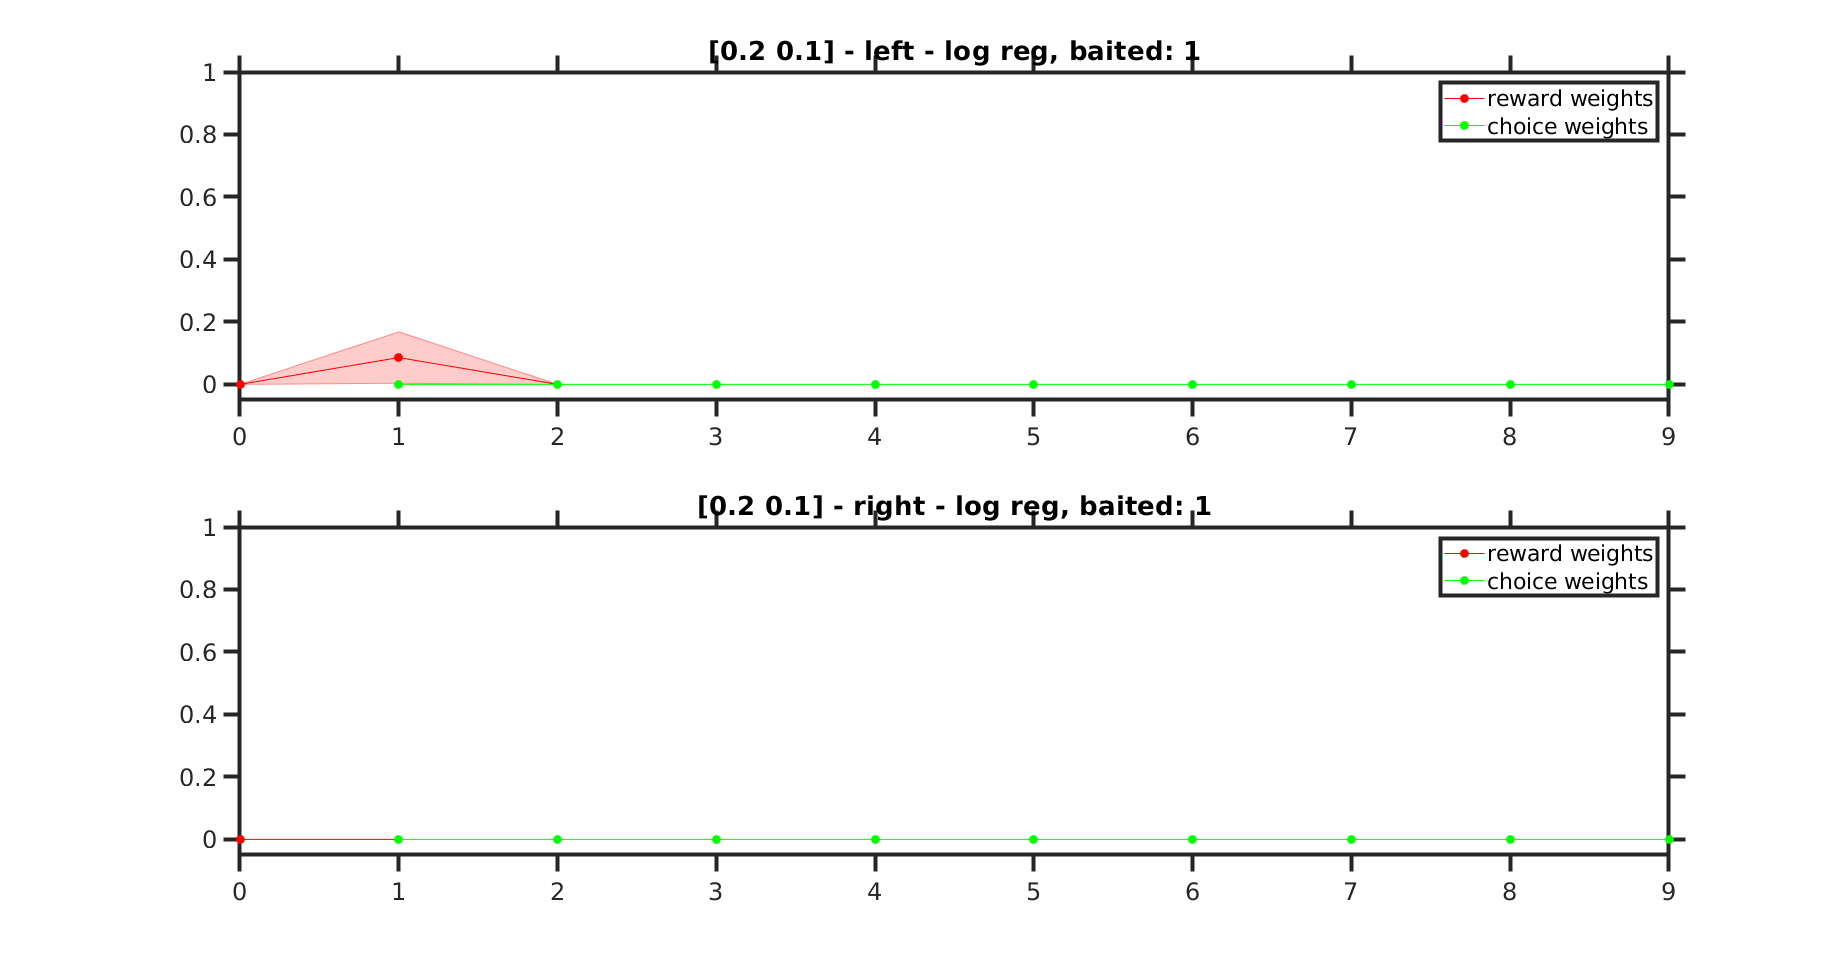 [0.2 0.1] - left - log reg, baited: 1
1
0.8
0.6
0.4
0.2
0
reward weights
choice weights
0 1 2 3 4 5 6 7 8 9
[0.2 0.1] - right - log reg, baited: 1
1
0.8
0.6
0.4
0.2
0
reward weights
choice weights
0 1 2 3 4 5 6 7 8 9